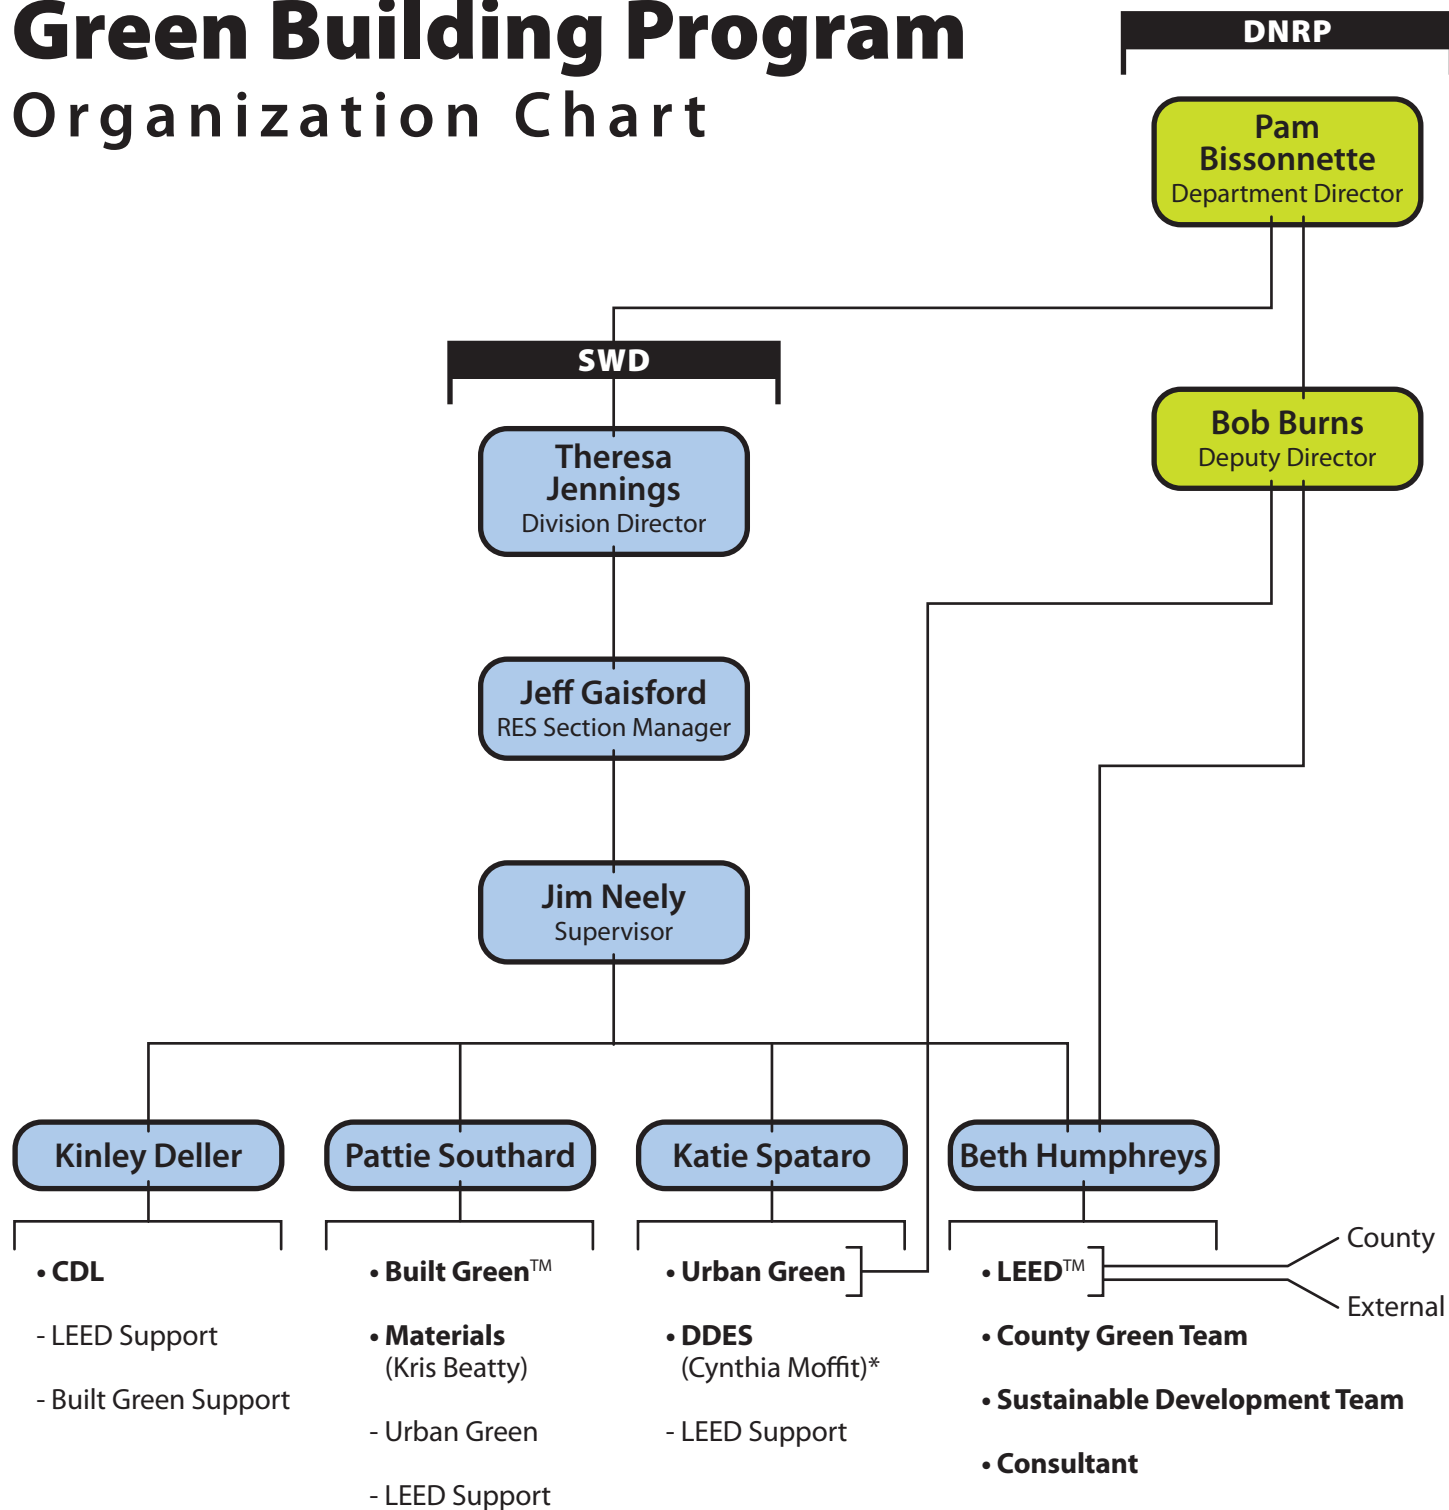 Green Building Program
Organization Chart
DNRP
Pam
Bissonnette
Department Director
SWD
Theresa
Jennings
Division Director
Bob Burns
Deputy Director
Jeff Gaisford
RES Section Manager
Jim Neely
Supervisor
Kinley Deller
• CDL
- LEED Support
- Built Green Support
Pattie Southard
• Built Green™
• Materials
(Kris Beatty)
- Urban Green
- LEED Support
Katie Spataro
• Urban Green
• DDES
(Cynthia Moffit)*
- LEED Support
Beth Humphreys
• LEED™
County
External
• County Green Team
• Sustainable Development Team
• Consultant